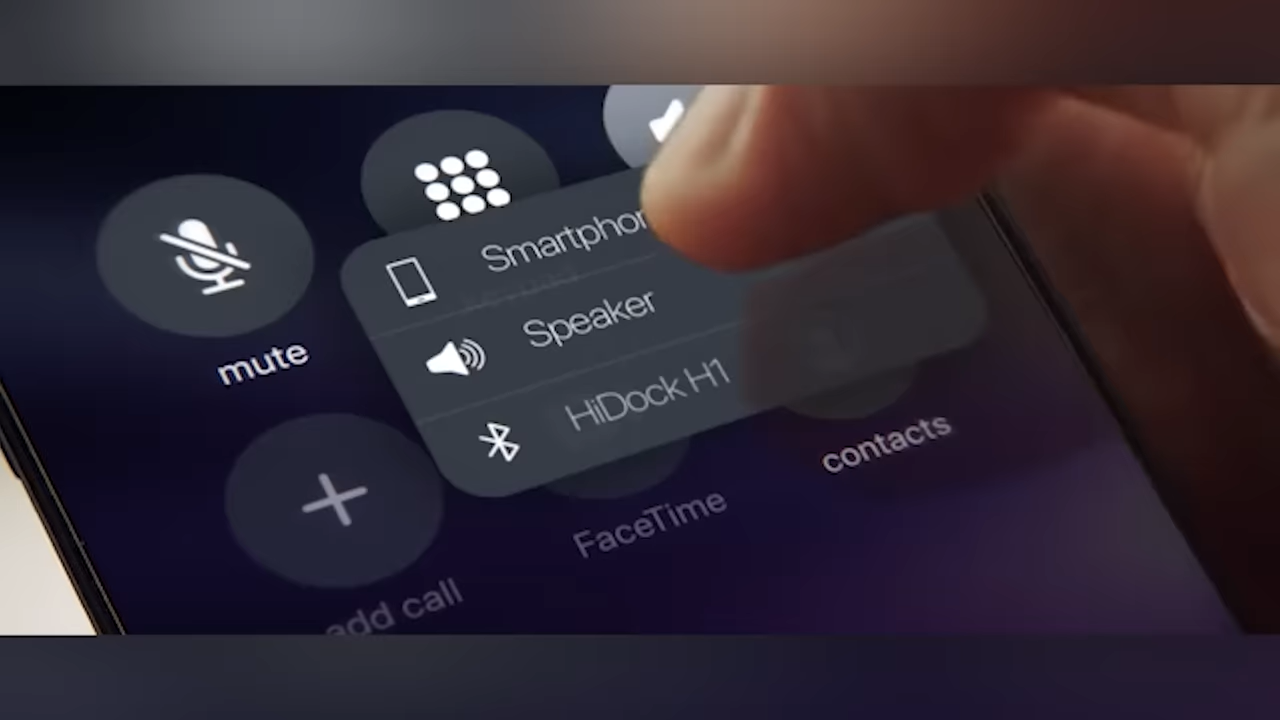 Smartphon
Speaker
HiDock H1
mute
contacts
FaceTime
add call